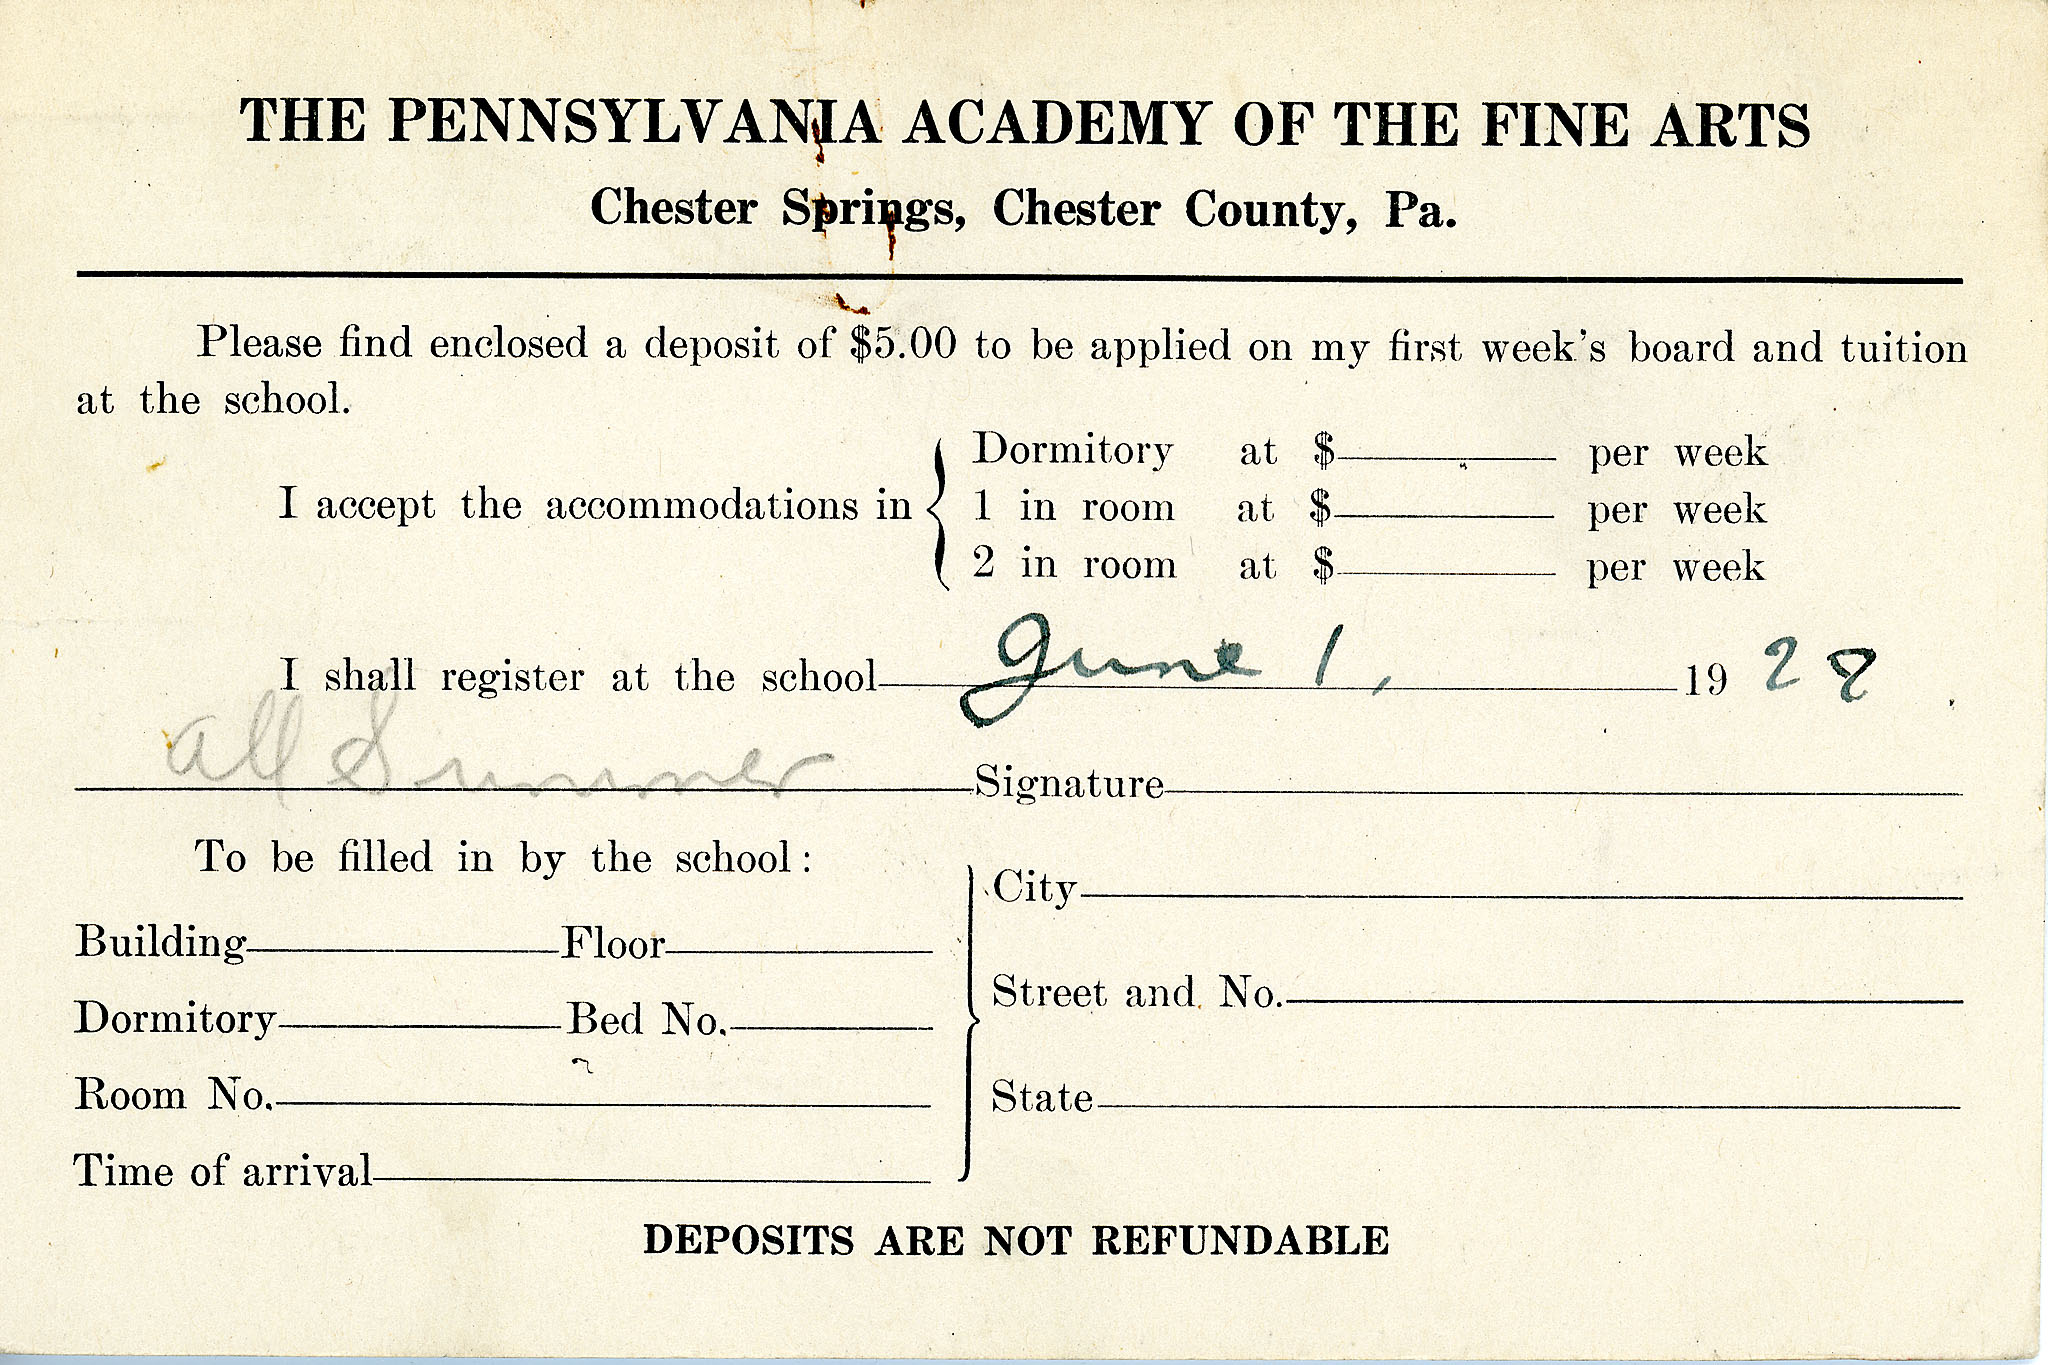 THE PENNSYLVANIA ACADEMY OF THE FINE ARTS
Chester Springs, Chester County, Pa.
Please find enclosed a deposit of $5.00 to be applied on my first week's board and tuition
at the school.
I accept the accommodations in
Dormitory at $ per week
1 in room at $ per week
2 in room at $ per week
I shall register at the school June 1, 1928
all Summer Signature
To be filled in by the school:
City
Building Floor
Street and No.
Dormitory Bed No.
Room No.
State
Time of arrival
DEPOSITS ARE NOT REFUNDABLE